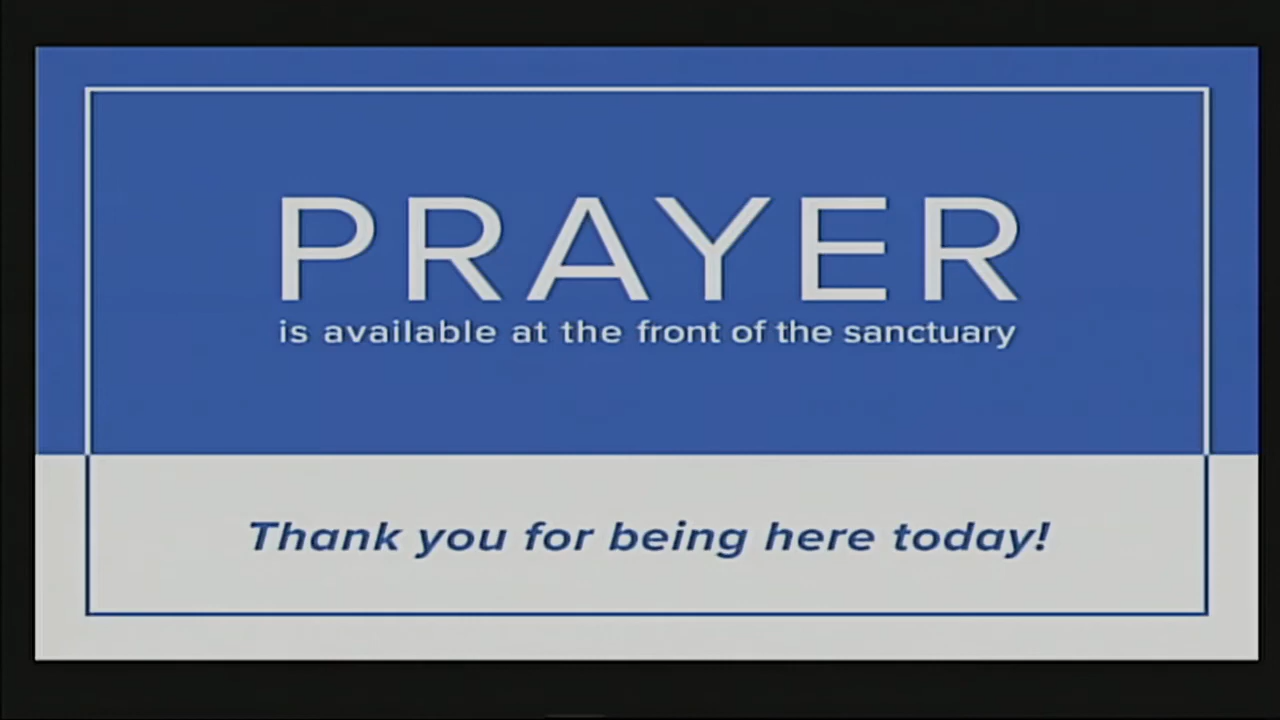 PRAYER
is available at the front of the sanctuary
Thank you for being here today!